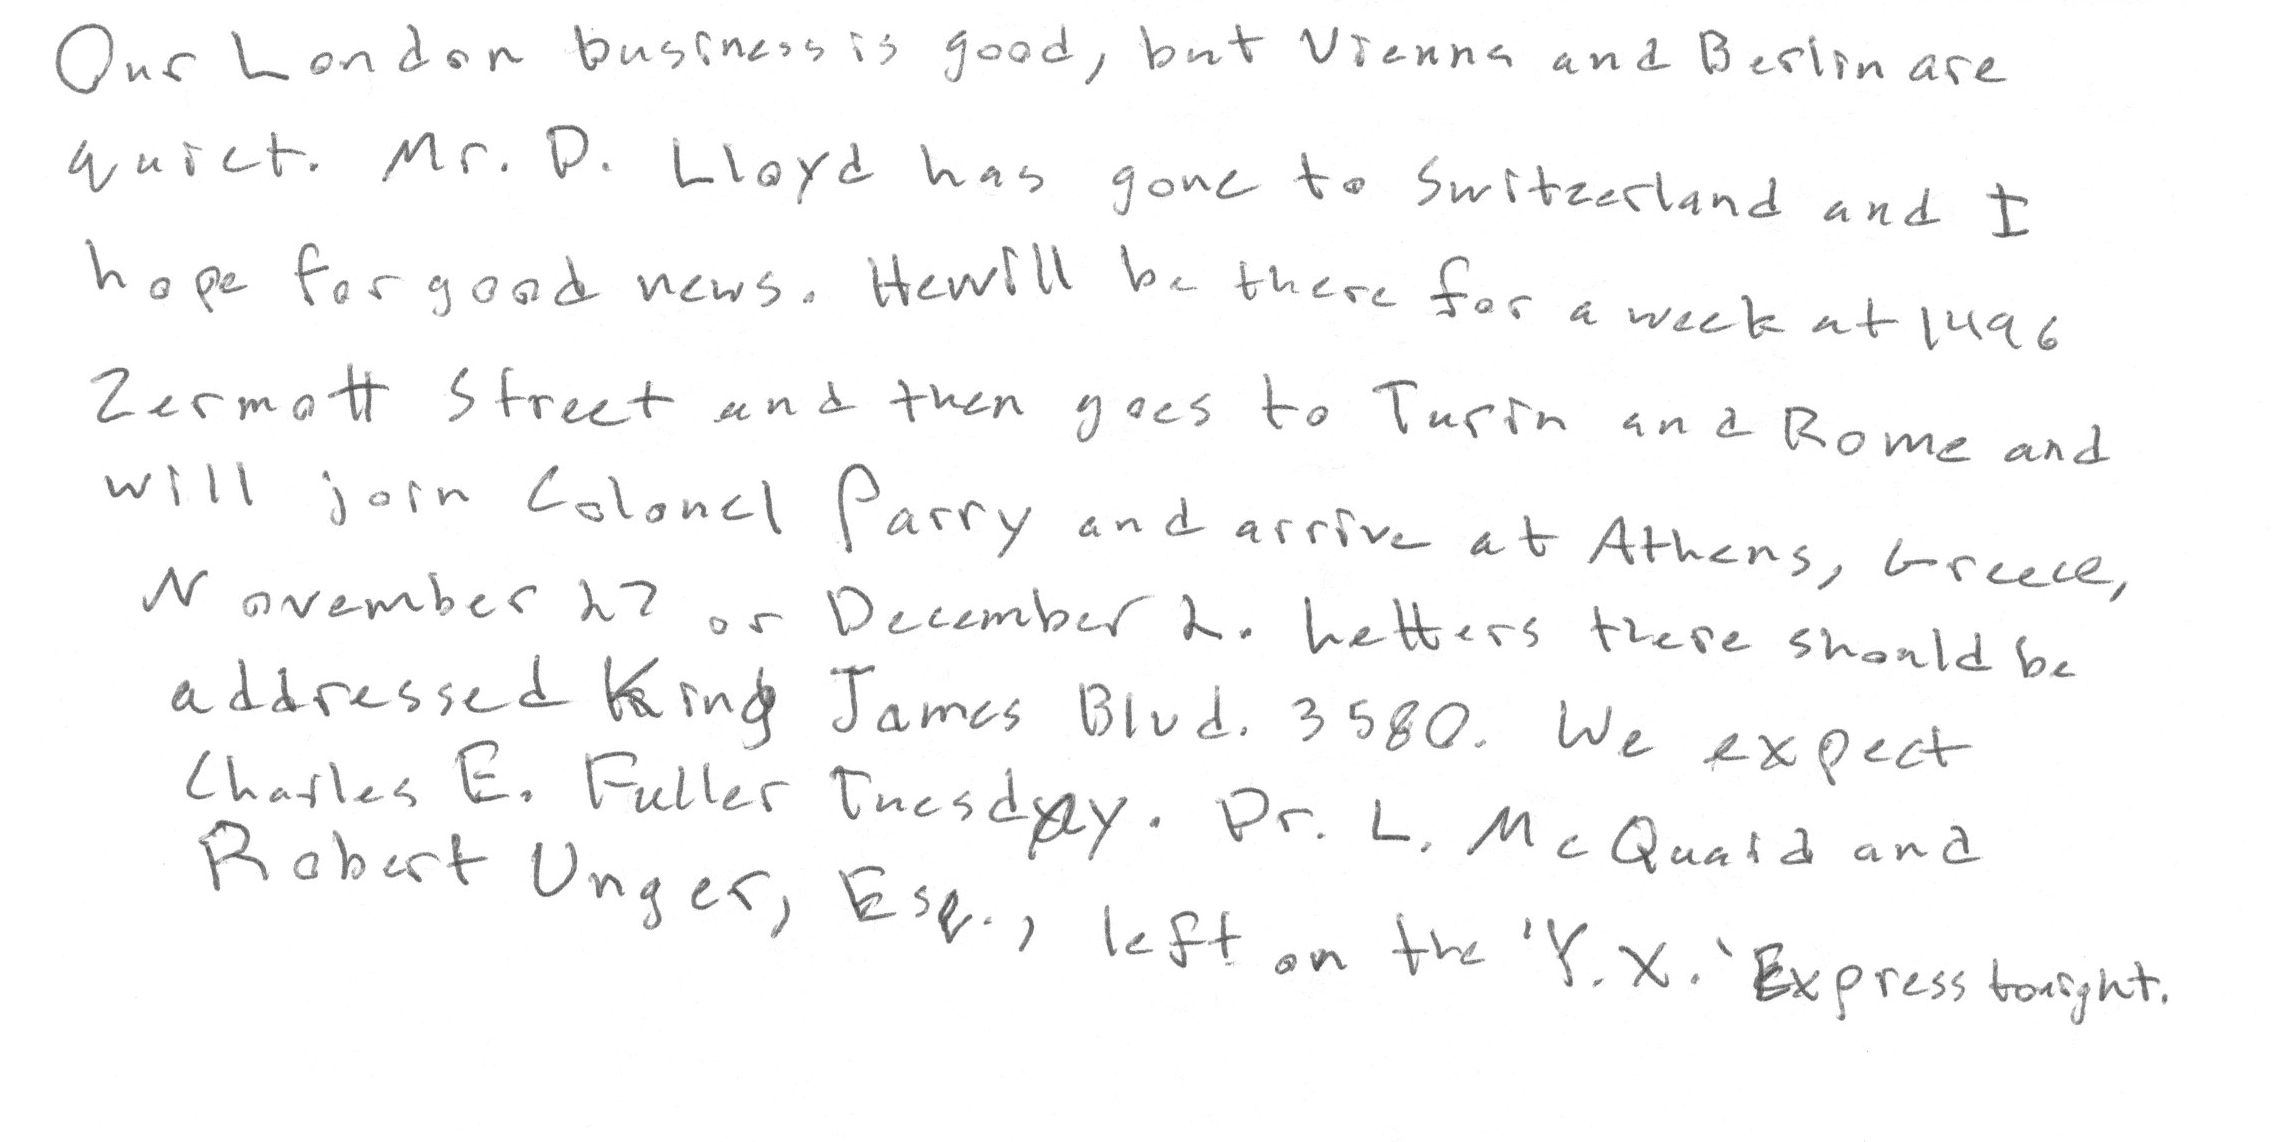 Our London business is good, but Vienna and Berlin are
quiet. Mr. D. Lloyd has gone to Switzerland and I
hope for good news. He will be there for a week at 1496
Zermott Street and then goes to Turin and Rome and
will join Colonel Parry and arrive at Athens, Greece,
November 27 or December 2. Letters there should be
addressed King James Blvd. 3580. We expect
Charles E. Fuller Tuesday. Dr. L. McQuaid and
Robert Unger, Esq., left on the 'Y.X.' Express tonight.